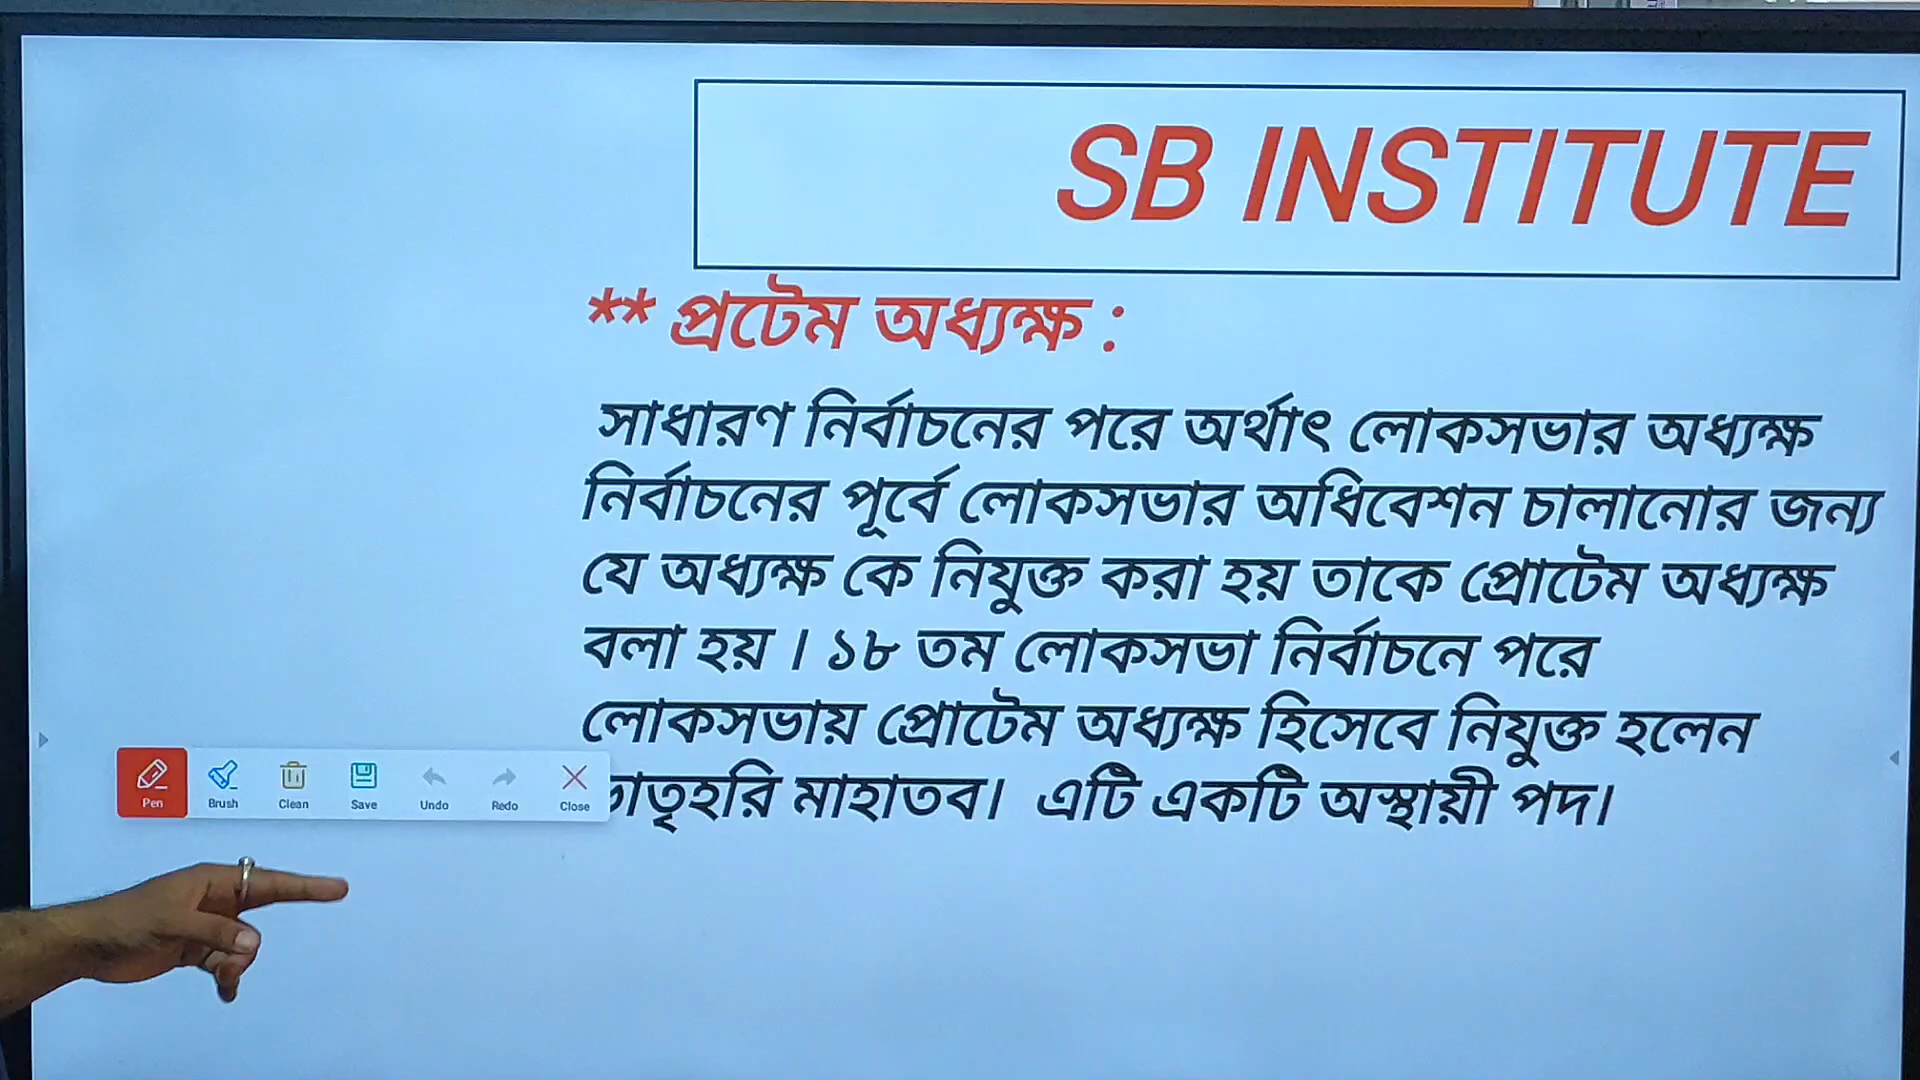 SB INSTITUTE
** প্রটেম অধ্যক্ষ :
সাধারণ নির্বাচনের পরে অর্থাৎ লোকসভার অধ্যক্ষ
নির্বাচনের পূর্বে লোকসভার অধিবেশন চালানোর জন্য
যে অধ্যক্ষ কে নিযুক্ত করা হয় তাকে প্রোটেম অধ্যক্ষ
বলা হয় । ১৮ তম লোকসভা নির্বাচনে পরে
লোকসভায় প্রোটেম অধ্যক্ষ হিসেবে নিযুক্ত হলেন
মাহাতব। এটি একটি অস্থায়ী পদ।
Pen Brush Clean Save Undo Redo Close